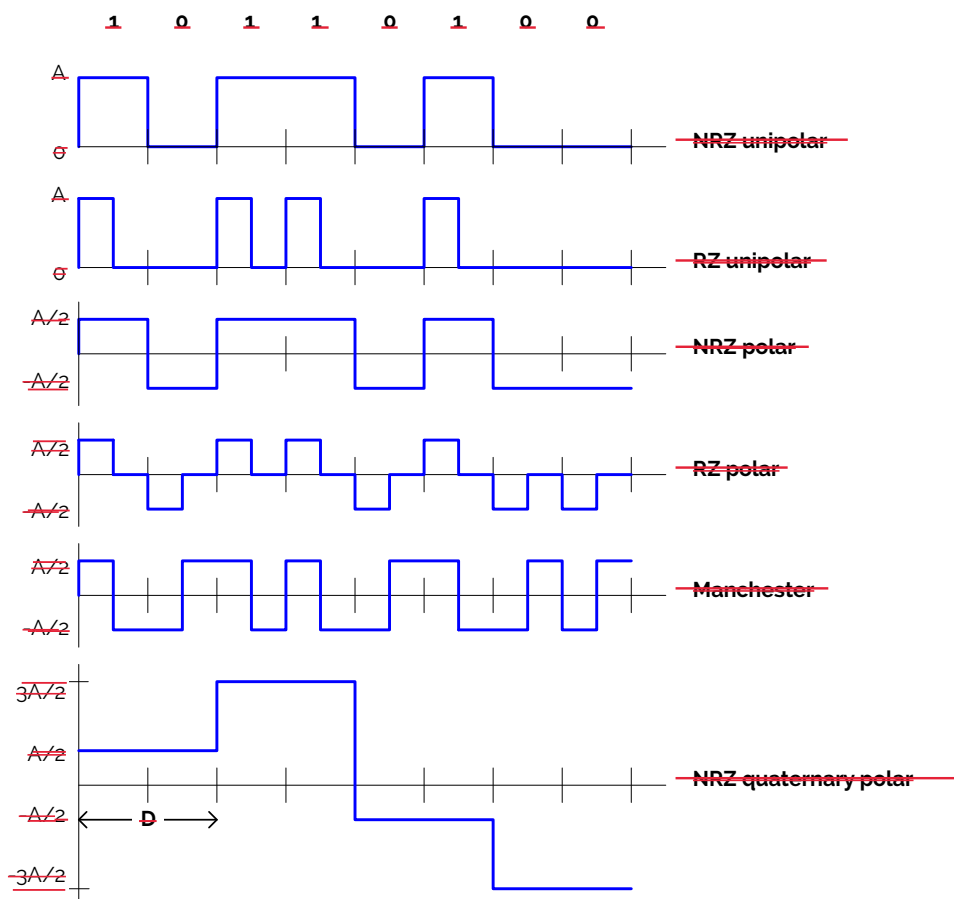 1 0 1 1 0 1 0 0
A
0
NRZ unipolar
A
0
RZ unipolar
A/2
-A/2
NRZ polar
A/2
-A/2
RZ polar
A/2
-A/2
Manchester
3A/2
A/2
NRZ quaternary polar
-A/2
D
-3A/2